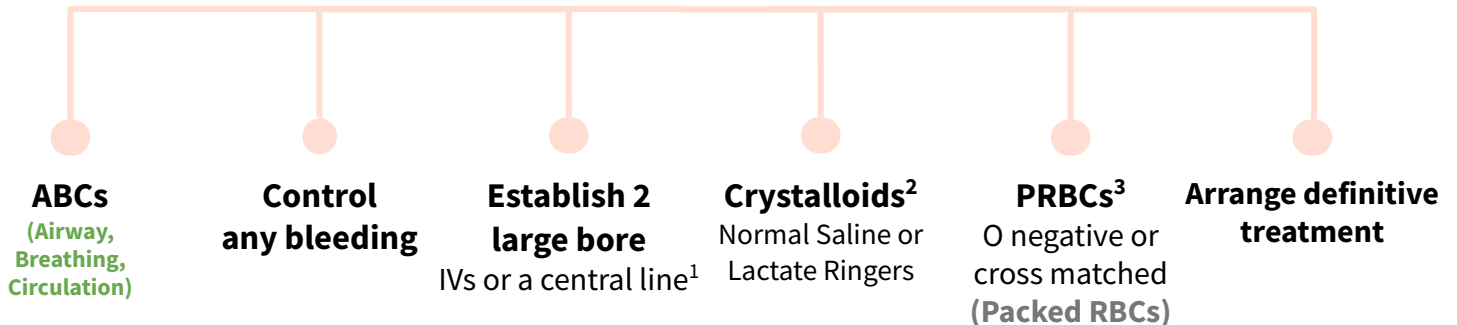 ABCs
(Airway,
Breathing,
Circulation)
Control
any bleeding
Establish 2
large bore
IVs or a central line¹
Crystalloids²
Normal Saline or
Lactate Ringers
PRBCs³
O negative or
cross matched
(Packed RBCs)
Arrange definitive
treatment